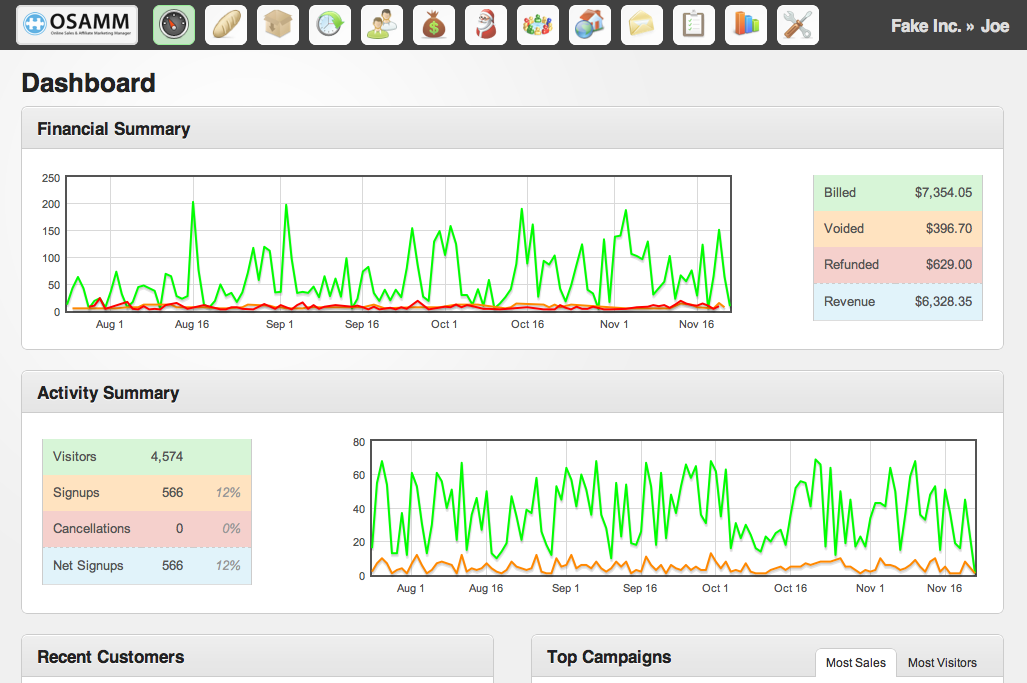 OSAMM
Online Sales & Affiliate Marketing Manager
Fake Inc. » Joe
Dashboard
Financial Summary
250
200
150
100
50
0
Aug 1 Aug 16 Sep 1 Sep 16 Oct 1 Oct 16 Nov 1 Nov 16
Billed $7,354.05
Voided $396.70
Refunded $629.00
Revenue $6,328.35
Activity Summary
Visitors 4,574
Signups 566 12%
Cancellations 0 0%
Net Signups 566 12%
80
60
40
20
0
Aug 1 Aug 16 Sep 1 Sep 16 Oct 1 Oct 16 Nov 1 Nov 16
Recent Customers
Top Campaigns
Most Sales Most Visitors